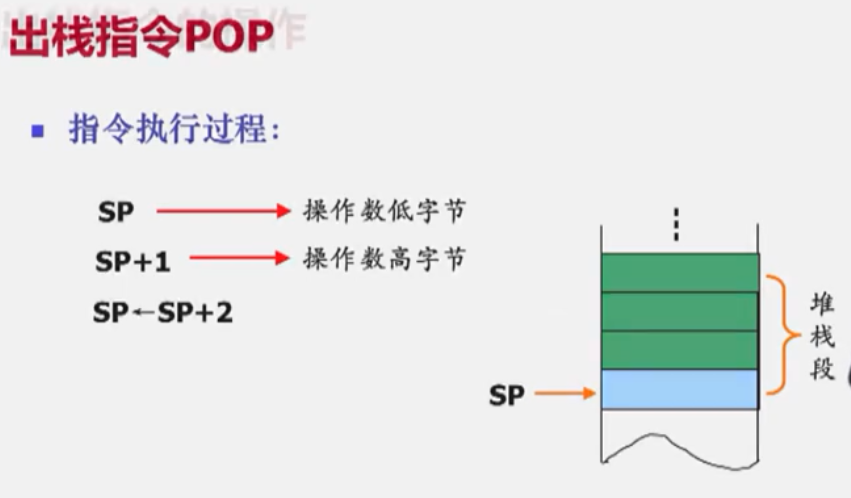 出栈指令POP
指令执行过程:
SP 操作数低字节
SP+1 操作数高字节
SP←SP+2
SP
堆栈段